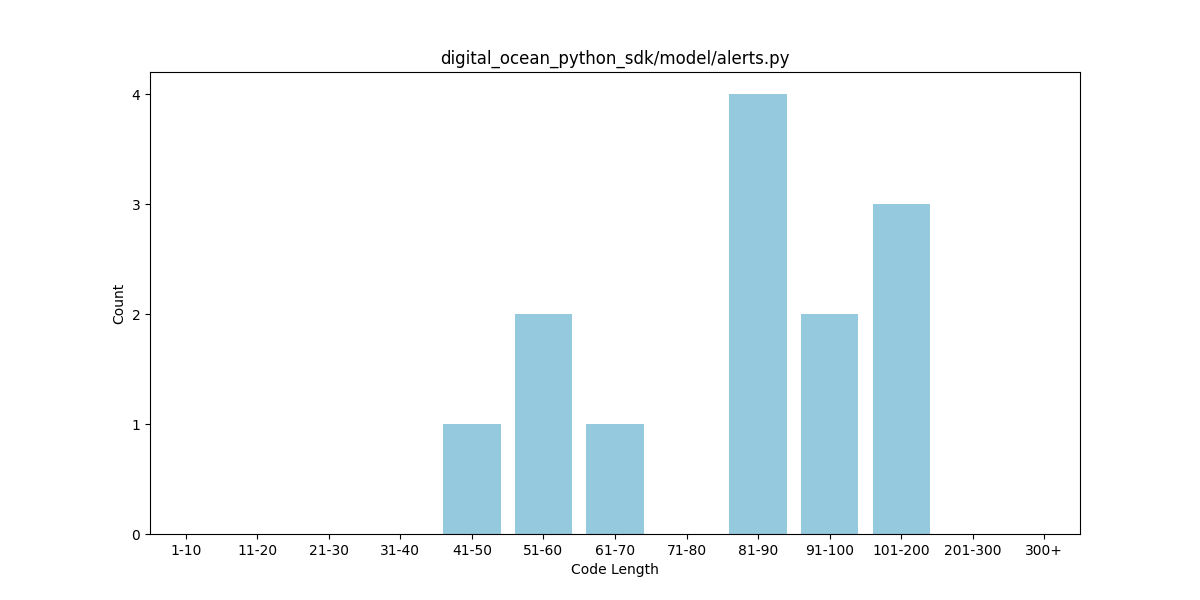 digital_ocean_python_sdk/model/alerts.py
4
3
2
1
0
Count
1-10 11-20 21-30 31-40 41-50 51-60 61-70 71-80 81-90 91-100 101-200 201-300 300+
Code Length